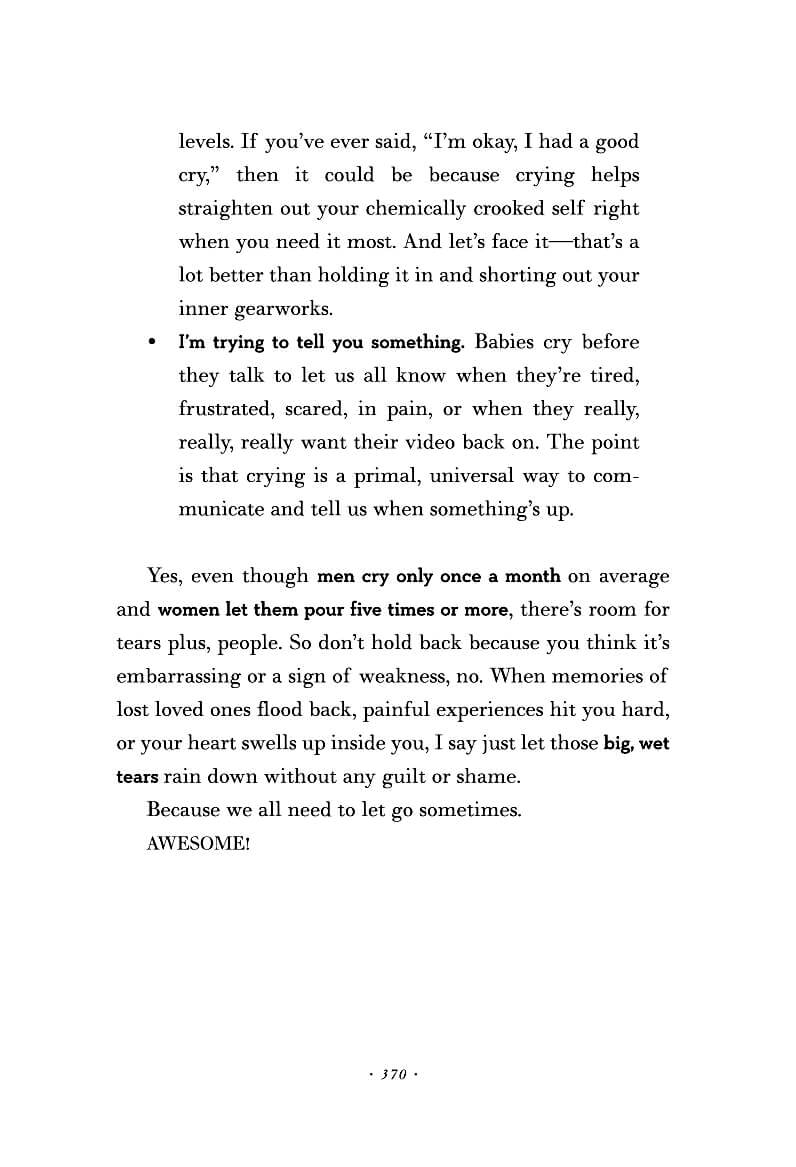 levels. If you’ve ever said, “I’m okay, I had a good
cry,” then it could be because crying helps
straighten out your chemically crooked self right
when you need it most. And let’s face it—that’s a
lot better than holding it in and shorting out your
inner gearworks.
• I’m trying to tell you something. Babies cry before
they talk to let us all know when they’re tired,
frustrated, scared, in pain, or when they really,
really, really want their video back on. The point
is that crying is a primal, universal way to com-
municate and tell us when something’s up.
Yes, even though men cry only once a month on average
and women let them pour five times or more, there’s room for
tears plus, people. So don’t hold back because you think it’s
embarrassing or a sign of weakness, no. When memories of
lost loved ones flood back, painful experiences hit you hard,
or your heart swells up inside you, I say just let those big, wet
tears rain down without any guilt or shame.
Because we all need to let go sometimes.
AWESOME!
· 370 ·